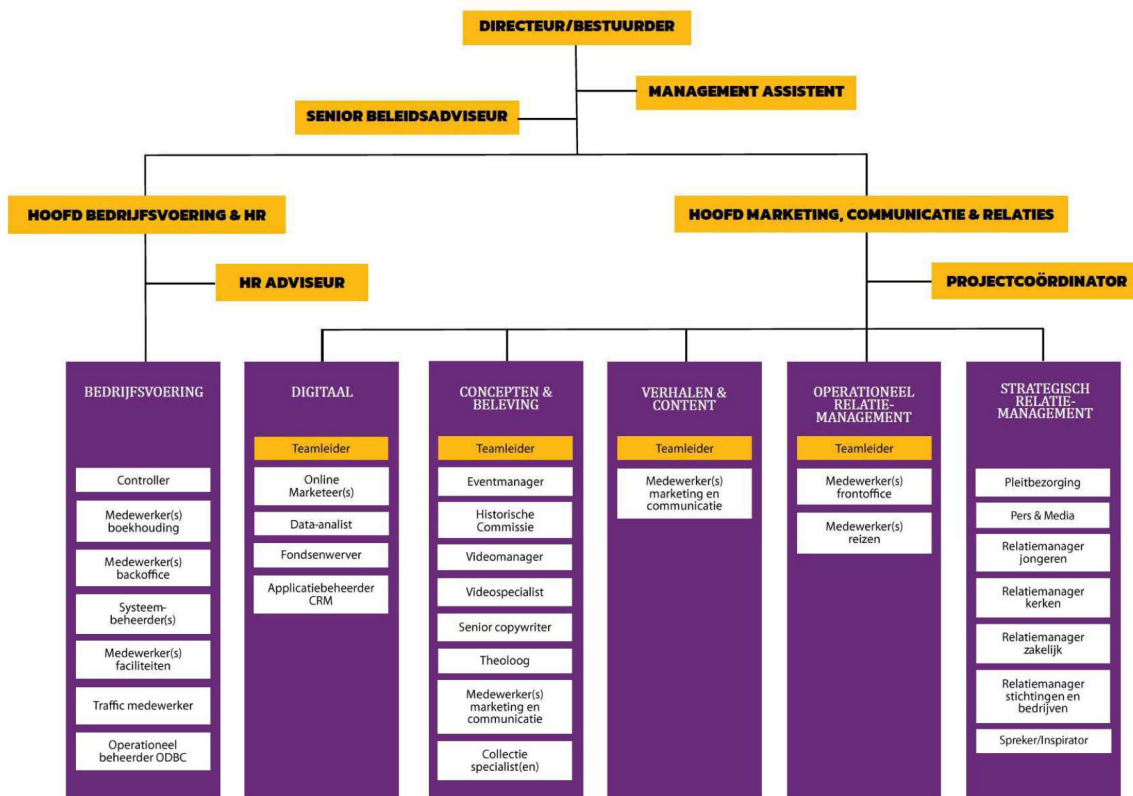 DIRECTEUR/BESTUURDER
MANAGEMENT ASSISTENT
SENIOR BELEIDSADVISEUR
HOOFD BEDRIJFSVOERING & HR
HOOFD MARKETING, COMMUNICATIE & RELATIES
HR ADVISEUR
PROJECTCOÖRDINATOR
BEDRIJFSVOERING
Controller
Medewerker(s)
boekhouding
Medewerker(s)
backoffice
Systeem-
beheerder(s)
Medewerker(s)
faciliteiten
Traffic medewerker
Operationeel
beheerder ODBC
DIGITAAL
Teamleider
Online
Marketeer(s)
Data-analist
Fondsenwerver
Applicatiebeheerder
CRM
CONCEPTEN &
BELEVING
Teamleider
Eventmanager
Historische
Commissie
Videomanager
Videospecialist
Senior copywriter
Theoloog
Medewerker(s)
marketing en
communicatie
Collectie
specialist(en)
VERHALEN &
CONTENT
Teamleider
Medewerker(s)
marketing en
communicatie
OPERATIONEEL
RELATIE-
MANAGEMENT
Teamleider
Medewerker(s)
frontoffice
Medewerker(s)
reizen
STRATEGISCH
RELATIE-
MANAGEMENT
Pleitbezorging
Pers & Media
Relatiemanager
jongeren
Relatiemanager
kerken
Relatiemanager
zakelijk
Relatiemanager
stichtingen en
bedrijven
Spreker/Inspirator